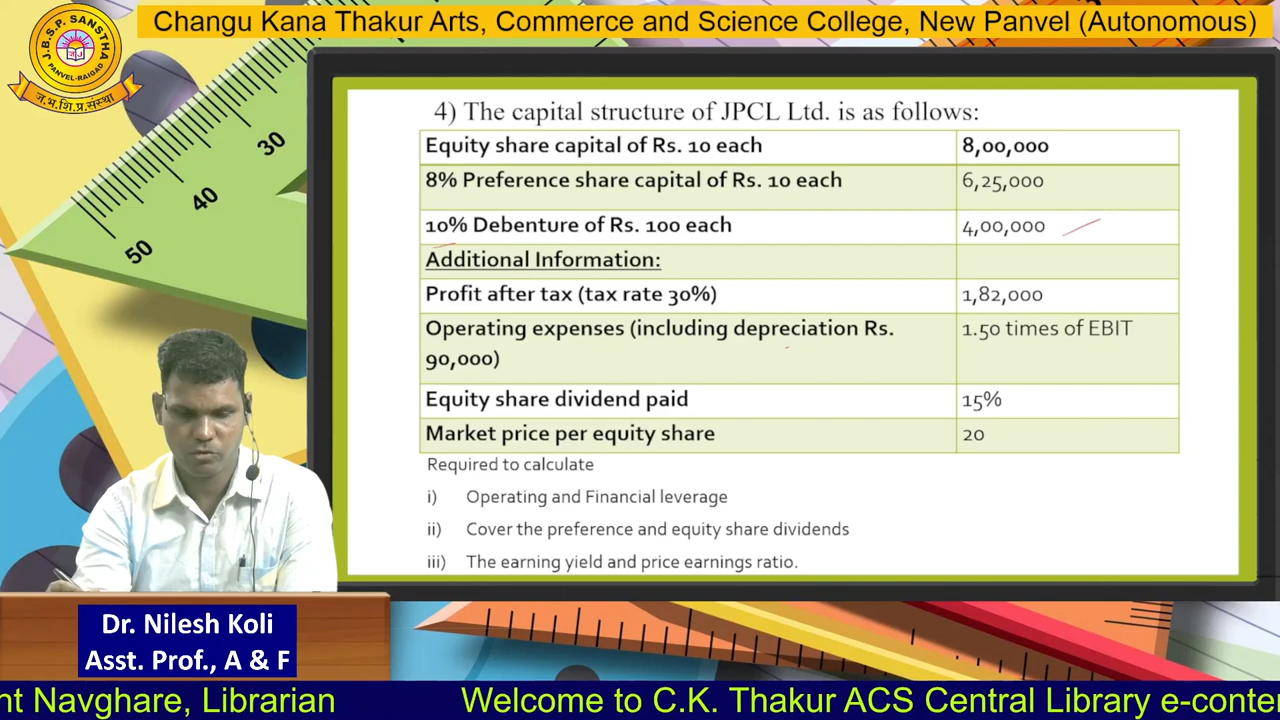 Changu Kana Thakur Arts, Commerce and Science College, New Panvel (Autonomous)
J.B.S.P. SANSTHA
PANVEL-RAIGAD
ज.भ.शि.प्र.संस्था
30
40
50
4) The capital structure of JPCL Ltd. is as follows:
Equity share capital of Rs. 10 each 8,00,000
8% Preference share capital of Rs. 10 each 6,25,000
10% Debenture of Rs. 100 each 4,00,000
Additional Information:
Profit after tax (tax rate 30%) 1,82,000
Operating expenses (including depreciation Rs. 1.50 times of EBIT
90,000)
Equity share dividend paid 15%
Market price per equity share 20
Required to calculate
i) Operating and Financial leverage
ii) Cover the preference and equity share dividends
iii) The earning yield and price earnings ratio.
Dr. Nilesh Koli
Asst. Prof., A & F
nt Navghare, Librarian Welcome to C.K. Thakur ACS Central Library e-conte